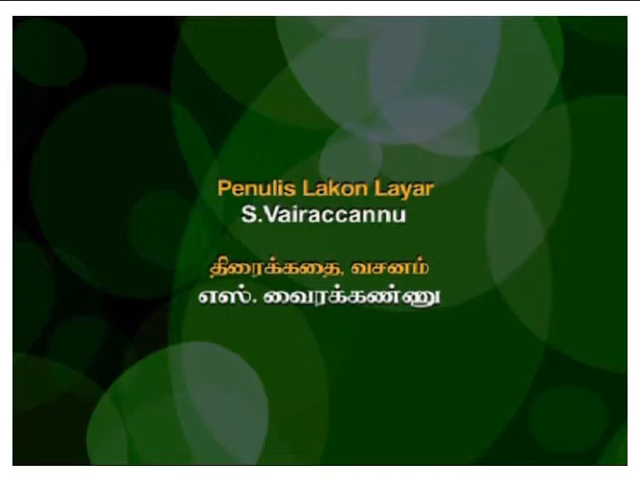 Penulis Lakon Layar
S.Vairaccannu
திரைக்கதை, வசனம்
எஸ். வைரக்கண்ணு